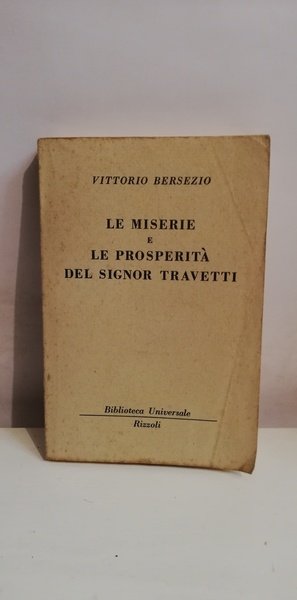 VITTORIO BERSEZIO
LE MISERIE
E
LE PROSPERITÀ
DEL SIGNOR TRAVETTI
Biblioteca Universale
Rizzoli